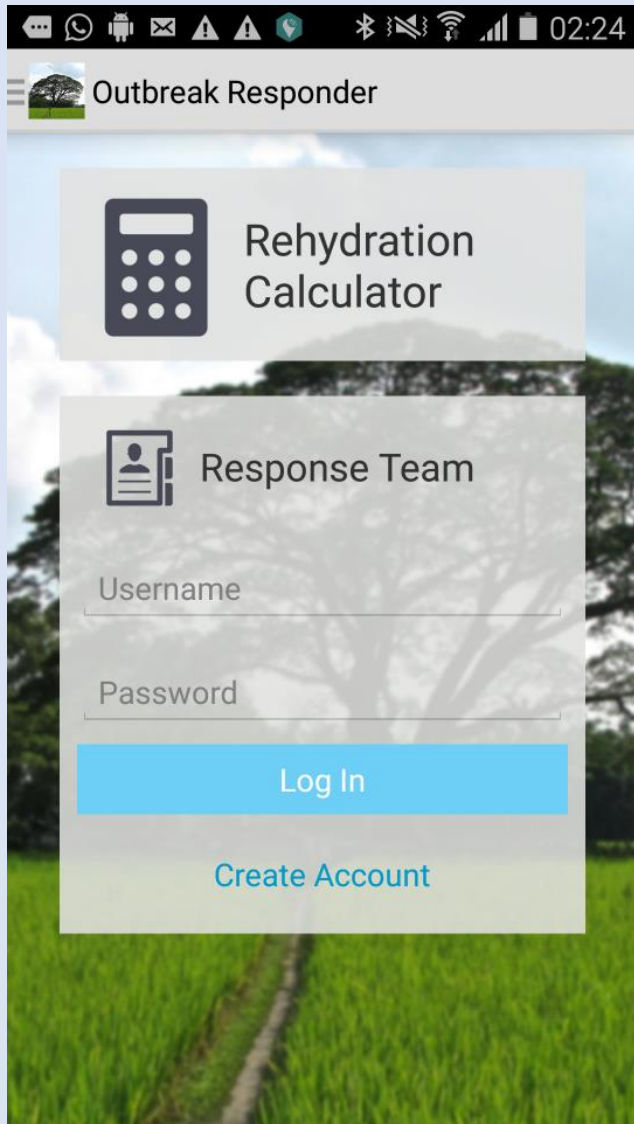 02:24
Outbreak Responder
Rehydration
Calculator
Response Team
Username
Password
Log In
Create Account